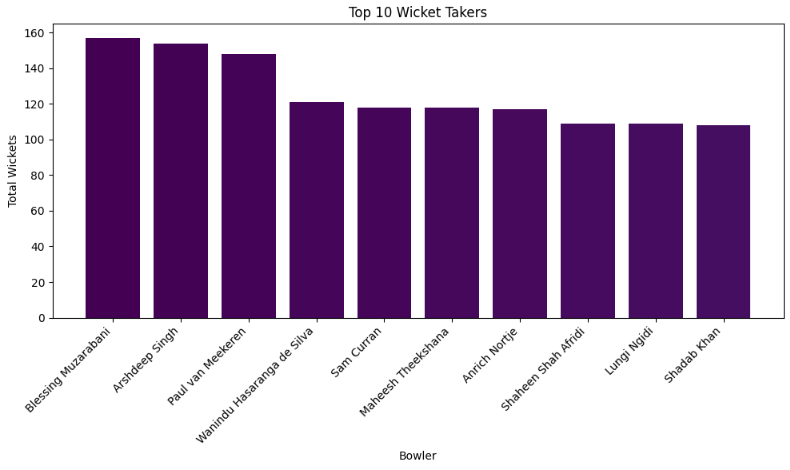 Top 10 Wicket Takers
Total Wickets
160
140
120
100
80
60
40
20
0
Blessing Muzarabani
Arshdeep Singh
Paul van Meekeren
Wanindu Hasaranga de Silva
Sam Curran
Maheesh Theekshana
Anrich Nortje
Shaheen Shah Afridi
Lungi Ngidi
Shadab Khan
Bowler